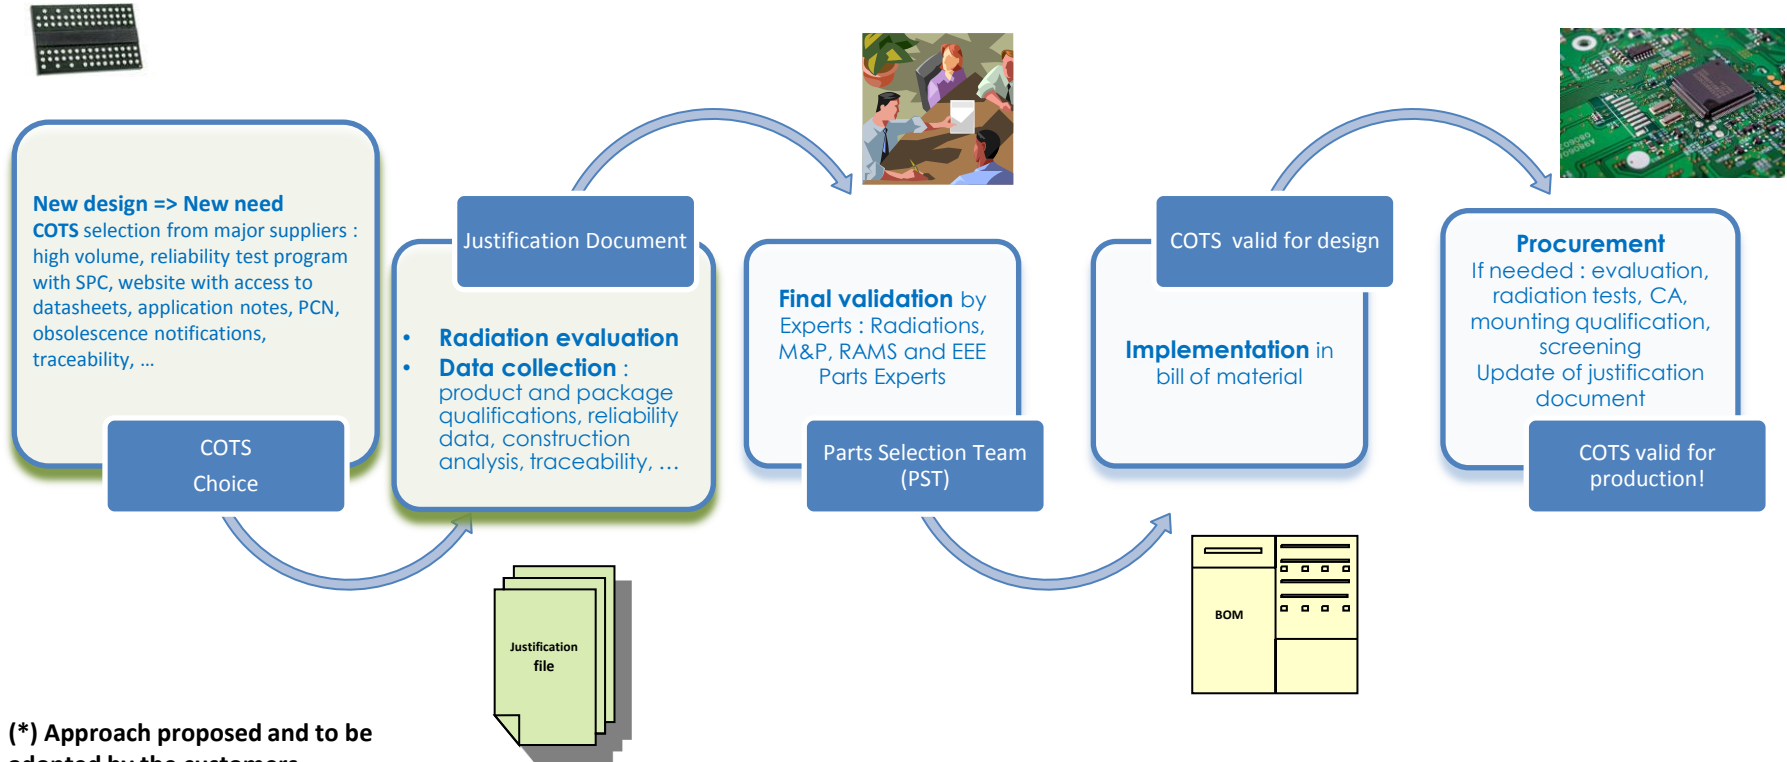 New design => New need
COTS selection from major suppliers :
high volume, reliability test program
with SPC, website with access to
datasheets, application notes, PCN,
obsolescence notifications,
traceability, ...
COTS
Choice
Justification Document
• Radiation evaluation
• Data collection :
product and package
qualifications, reliability
data, construction
analysis, traceability, ...
Justification
file
Final validation by
Experts : Radiations,
M&P, RAMS and EEE
Parts Experts
Parts Selection Team
(PST)
COTS valid for design
Implementation in
bill of material
BOM
Procurement
If needed : evaluation,
radiation tests, CA,
mounting qualification,
screening
Update of justification
document
COTS valid for
production!
(*) Approach proposed and to be
adopted by the customers